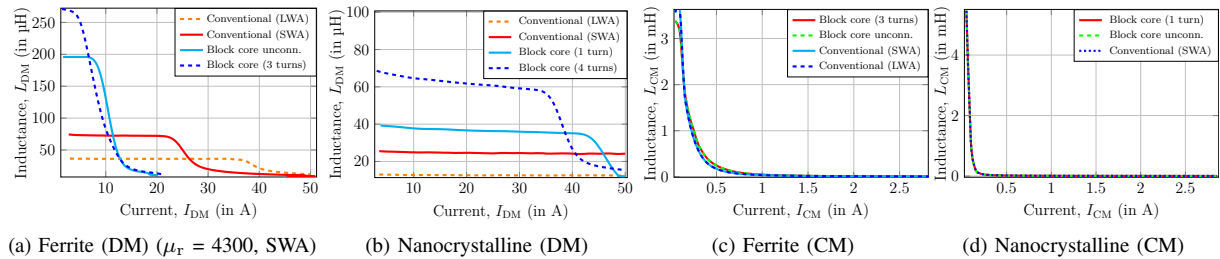 Inductance, L_DM (in µH)
250
200
150
100
50
10
20
30
40
50
Current, I_DM (in A)
Conventional (LWA)
Conventional (SWA)
Block core unconn.
Block core (3 turns)
(a) Ferrite (DM) (μ_r = 4300, SWA)
Inductance, L_DM (in µH)
100
80
60
40
20
10
20
30
40
50
Current, I_DM (in A)
Conventional (LWA)
Conventional (SWA)
Block core (1 turn)
Block core (4 turns)
(b) Nanocrystalline (DM)
Inductance, L_CM (in mH)
3
2
1
0
0.5
1
1.5
2
2.5
Current, I_CM (in A)
Block core (3 turns)
Block core unconn.
Conventional (SWA)
Conventional (LWA)
(c) Ferrite (CM)
Inductance, L_CM (in mH)
4
2
0
0.5
1
1.5
2
2.5
Current, I_CM (in A)
Block core (1 turn)
Block core unconn.
Conventional (SWA)
(d) Nanocrystalline (CM)